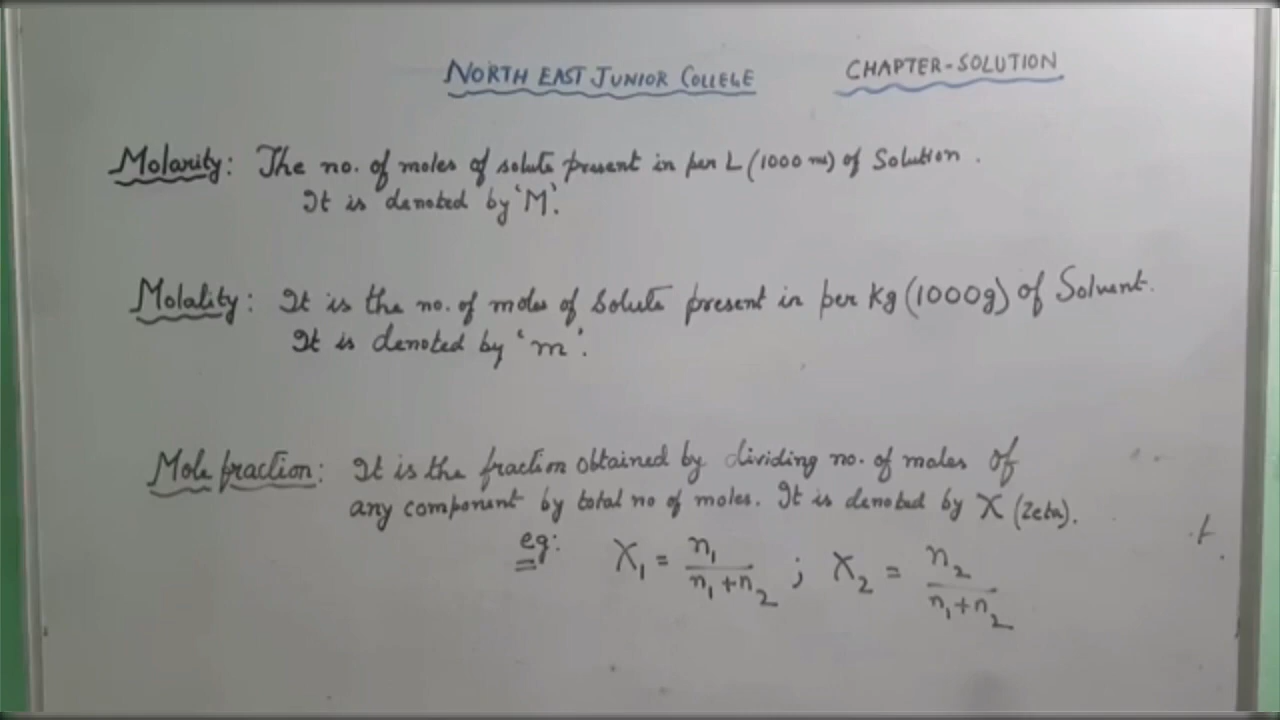 NORTH EAST JUNIOR COLLEGE CHAPTER-SOLUTION
Molarity: The no. of moles of solute present in per L (1000 ml) of Solution.
It is denoted by 'M'.
Molality: It is the no. of moles of solute present in per Kg (1000g) of Solvent.
It is denoted by 'm'.
Mole fraction: It is the fraction obtained by dividing no. of moles of
any component by total no of moles. It is denoted by X (Zeta).
eg: X₁ = n₁/(n₁+n₂) ; X₂ = n₂/(n₁+n₂)